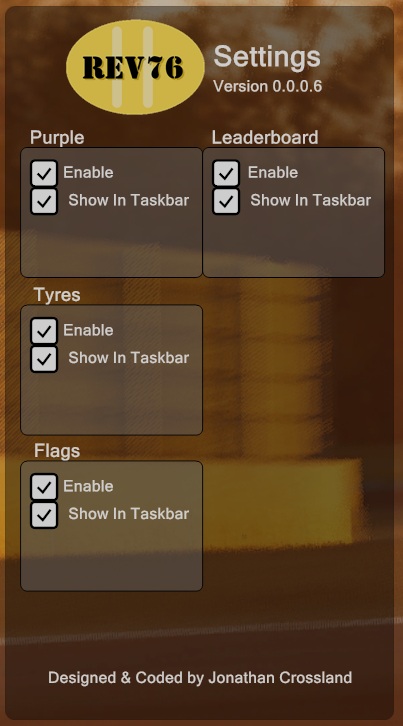 REV76
Settings
Version 0.0.0.6
Purple
Enable
Show In Taskbar
Leaderboard
Enable
Show In Taskbar
Tyres
Enable
Show In Taskbar
Flags
Enable
Show In Taskbar
Designed & Coded by Jonathan Crossland